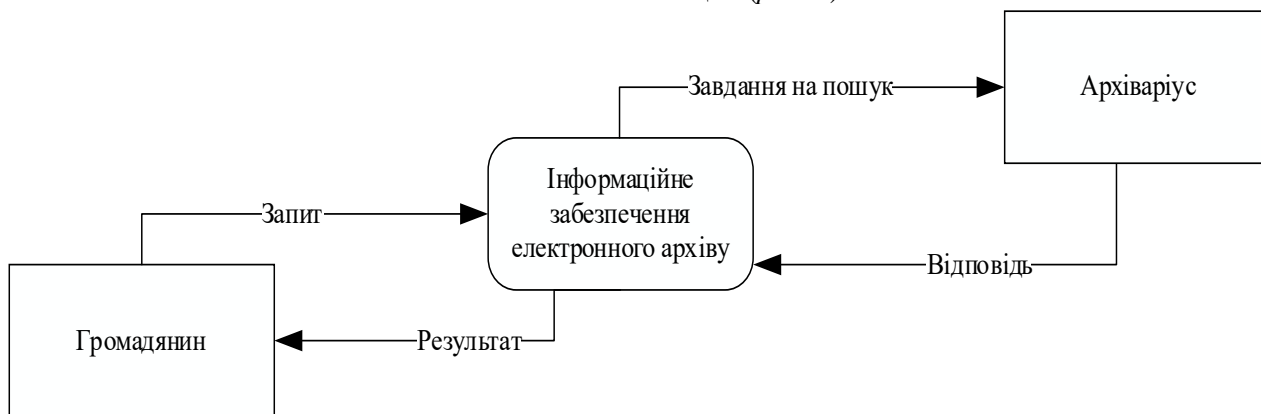 Завдання на пошук
Архіваріус
Інформаційне
забезпечення
електронного архіву
Запит
Відповідь
Громадянин
Результат